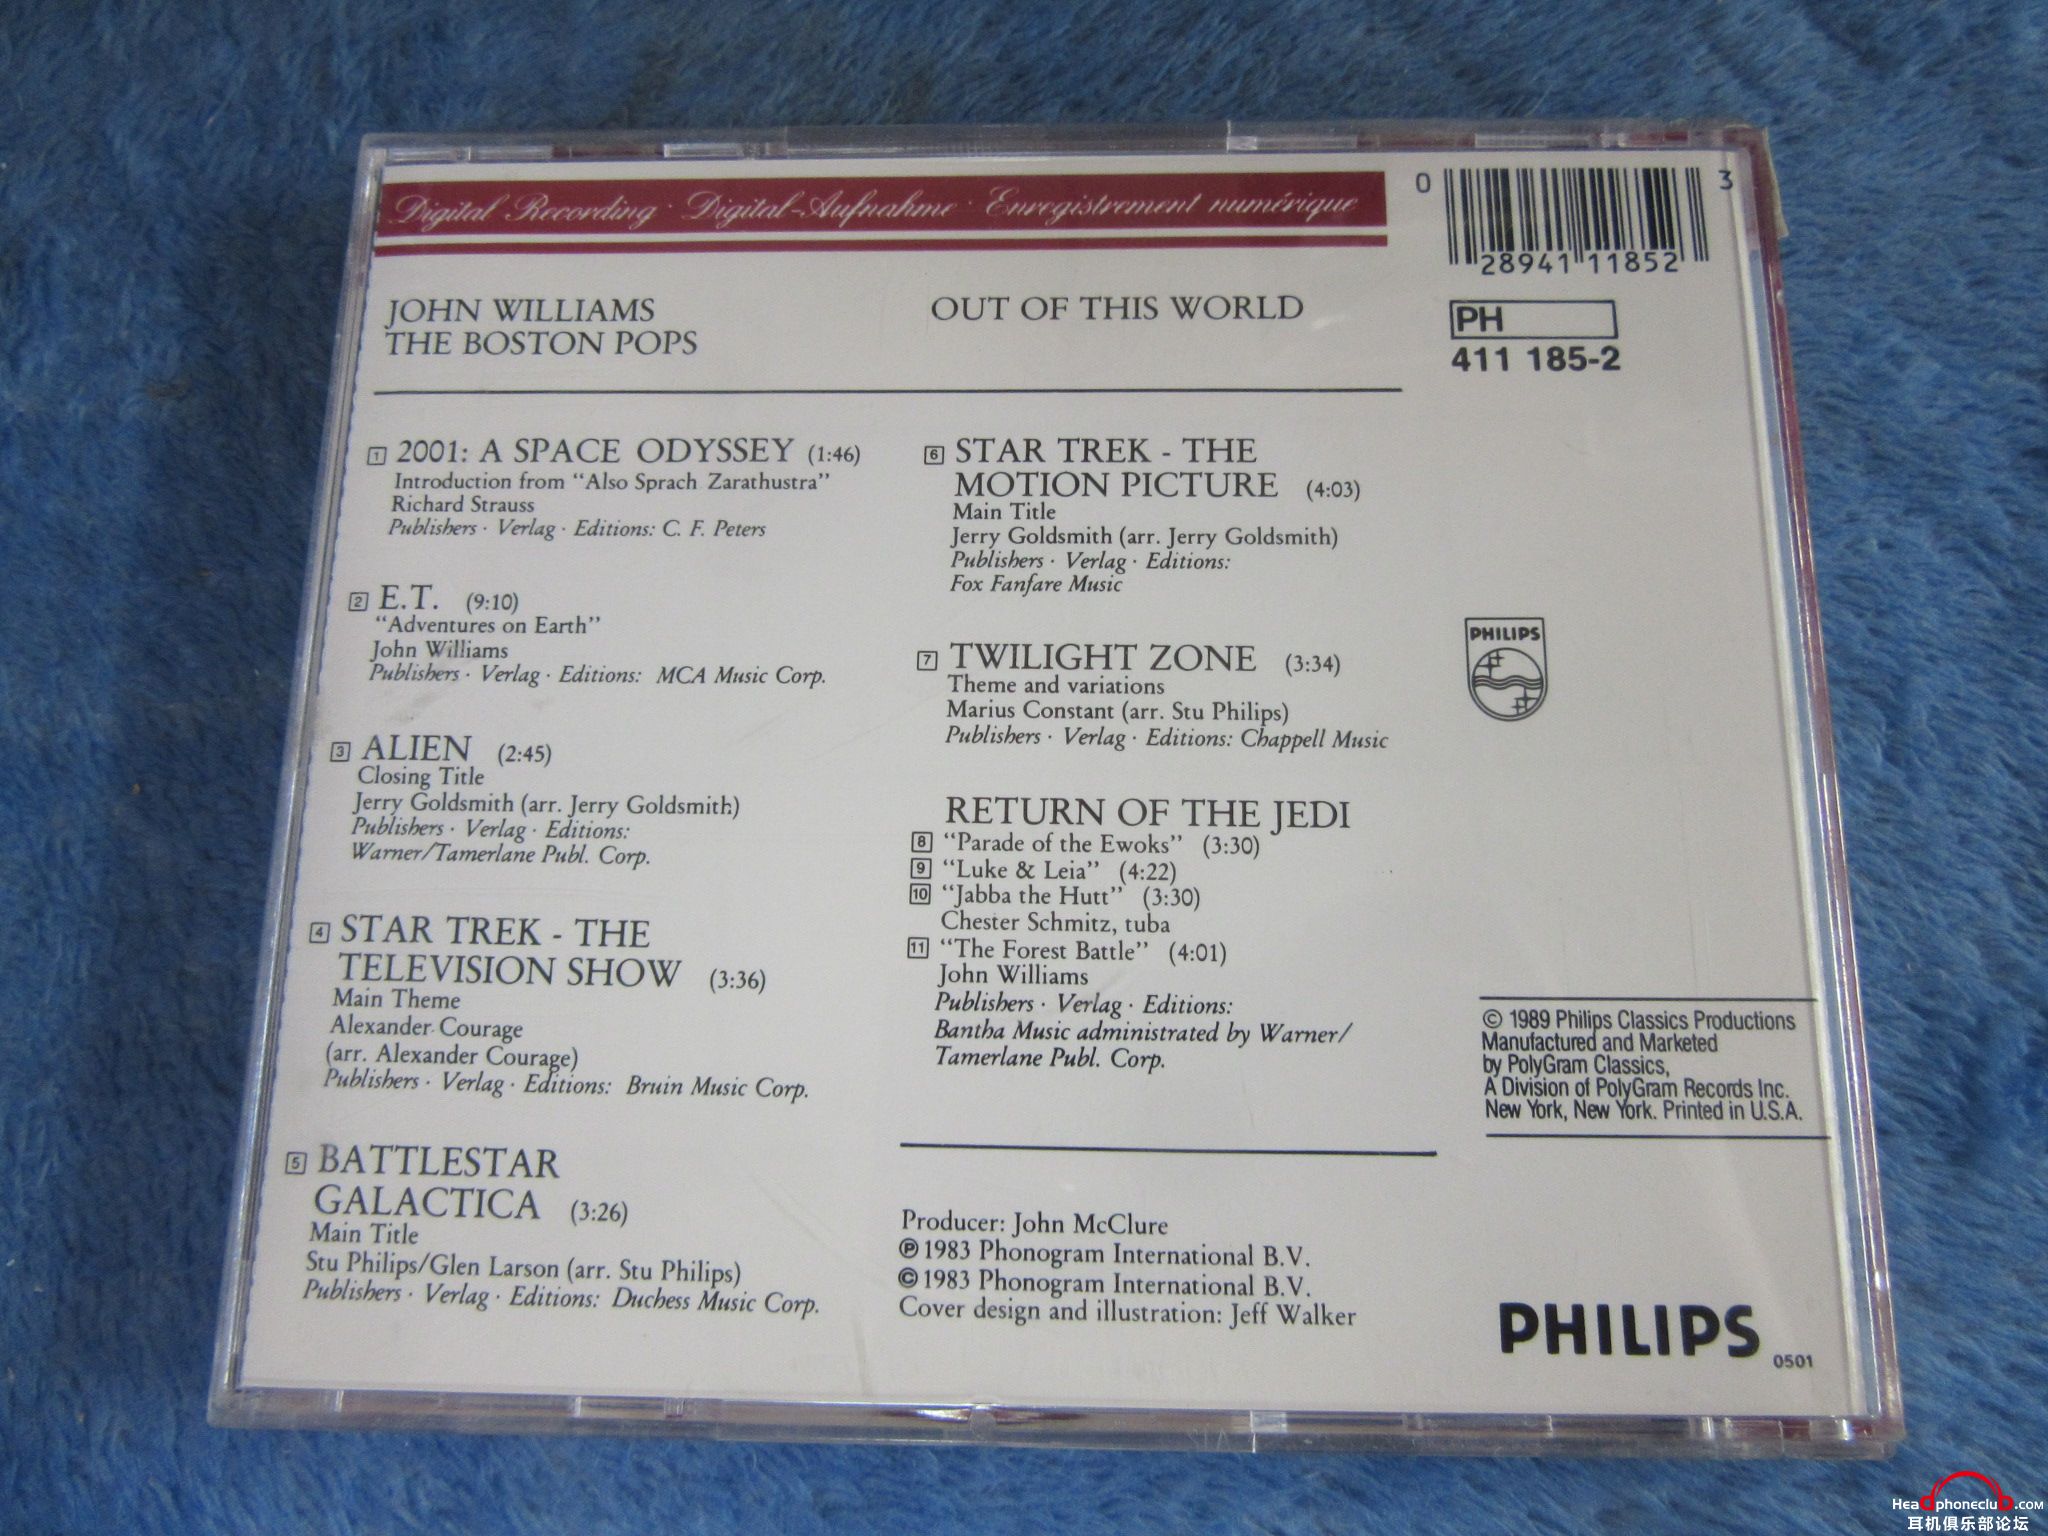 Digital Recording · Digital-Aufnahme · Enregistrement numérique
0 28941 11852 3
JOHN WILLIAMS
THE BOSTON POPS
OUT OF THIS WORLD
PH
411 185-2
1 2001: A SPACE ODYSSEY (1:46)
Introduction from "Also Sprach Zarathustra"
Richard Strauss
Publishers · Verlag · Editions: C. F. Peters
2 E.T. (9:10)
"Adventures on Earth"
John Williams
Publishers · Verlag · Editions: MCA Music Corp.
3 ALIEN (2:45)
Closing Title
Jerry Goldsmith (arr. Jerry Goldsmith)
Publishers · Verlag · Editions:
Warner/Tamerlane Publ. Corp.
4 STAR TREK - THE
TELEVISION SHOW (3:36)
Main Theme
Alexander Courage
(arr. Alexander Courage)
Publishers · Verlag · Editions: Bruin Music Corp.
5 BATTLESTAR
GALACTICA (3:26)
Main Title
Stu Philips/Glen Larson (arr. Stu Philips)
Publishers · Verlag · Editions: Duchess Music Corp.
6 STAR TREK - THE
MOTION PICTURE (4:03)
Main Title
Jerry Goldsmith (arr. Jerry Goldsmith)
Publishers · Verlag · Editions:
Fox Fanfare Music
7 TWILIGHT ZONE (3:34)
Theme and variations
Marius Constant (arr. Stu Philips)
Publishers · Verlag · Editions: Chappell Music
RETURN OF THE JEDI
8 "Parade of the Ewoks" (3:30)
9 "Luke & Leia" (4:22)
10 "Jabba the Hutt" (3:30)
Chester Schmitz, tuba
11 "The Forest Battle" (4:01)
John Williams
Publishers · Verlag · Editions:
Bantha Music administrated by Warner/
Tamerlane Publ. Corp.
Producer: John McClure
℗ 1983 Phonogram International B.V.
© 1983 Phonogram International B.V.
Cover design and illustration: Jeff Walker
PHILIPS
© 1989 Philips Classics Productions
Manufactured and Marketed
by PolyGram Classics,
A Division of PolyGram Records Inc.
New York, New York. Printed in U.S.A.
PHILIPS
0501
Headphoneclub.com
耳机俱乐部论坛